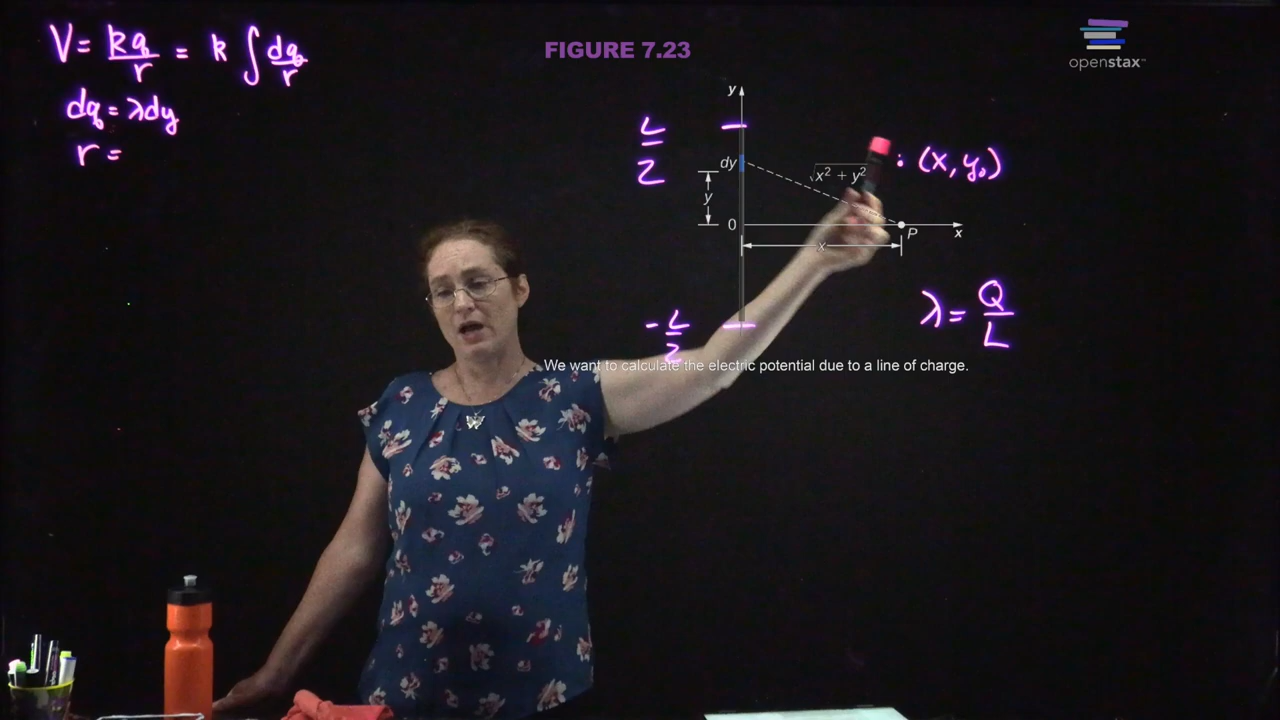 V = kq/r = k ∫ dq/r
dq = λdy
r =
FIGURE 7.23
openstax™
y
L/2
dy
√x² + y²
: (x, y₀)
y
0
P
x
x
-L/2
λ = Q/L
We want to calculate the electric potential due to a line of charge.